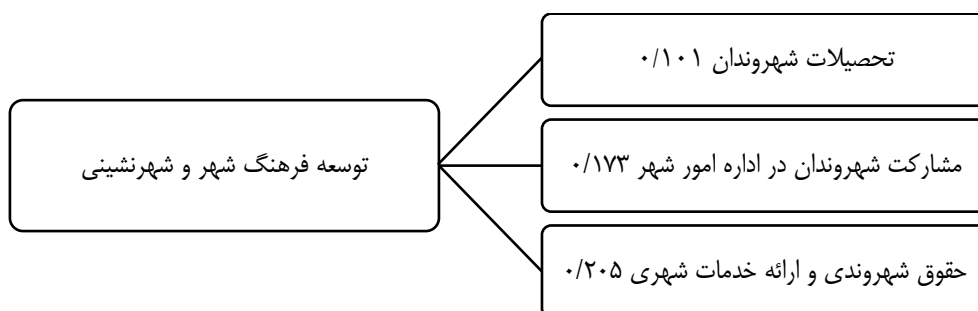 تحصیلات شهروندان ۰/۱۰۱
توسعه فرهنگ شهر و شهرنشینی
مشارکت شهروندان در اداره امور شهر ۰/۱۷۳
حقوق شهروندی و ارائه خدمات شهری ۰/۲۰۵